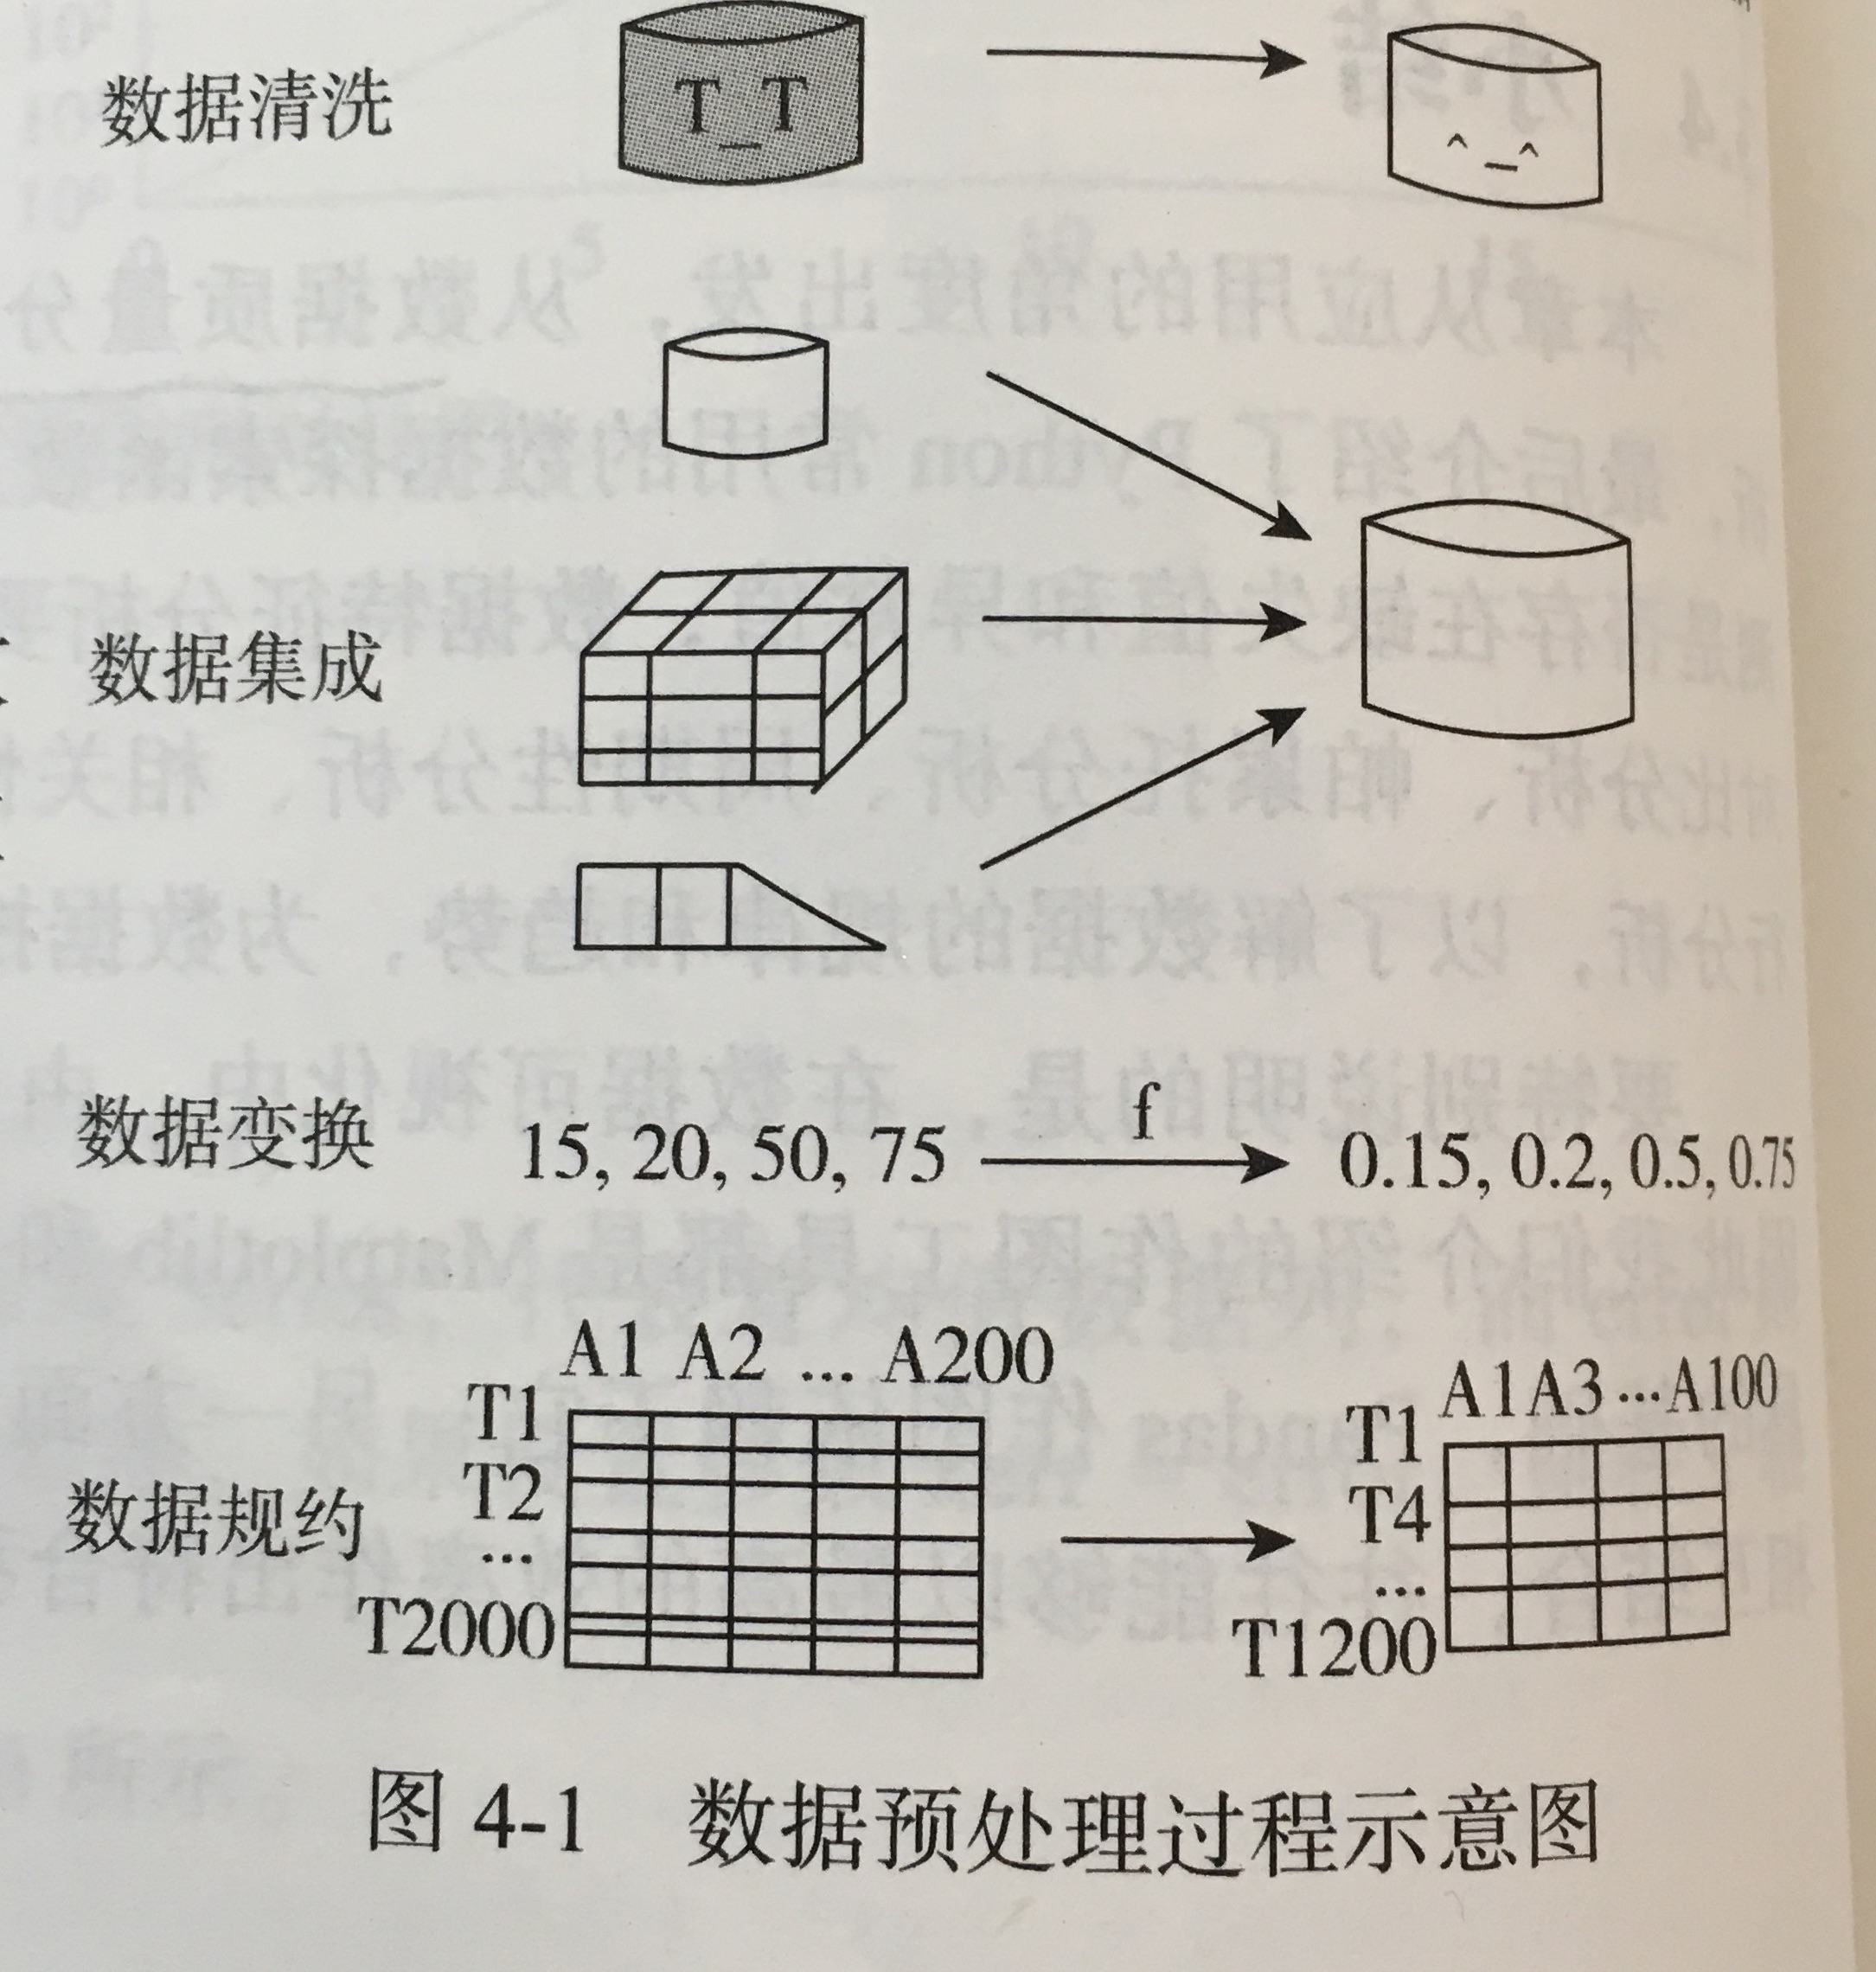 数据清洗
T_T
^_^
数据集成
数据变换
15, 20, 50, 75
f
0.15, 0.2, 0.5, 0.75
数据规约
A1 A2 ... A200
T1
T2
...
T2000
A1 A3 ... A100
T1
T4
...
T1200
图 4-1 数据预处理过程示意图